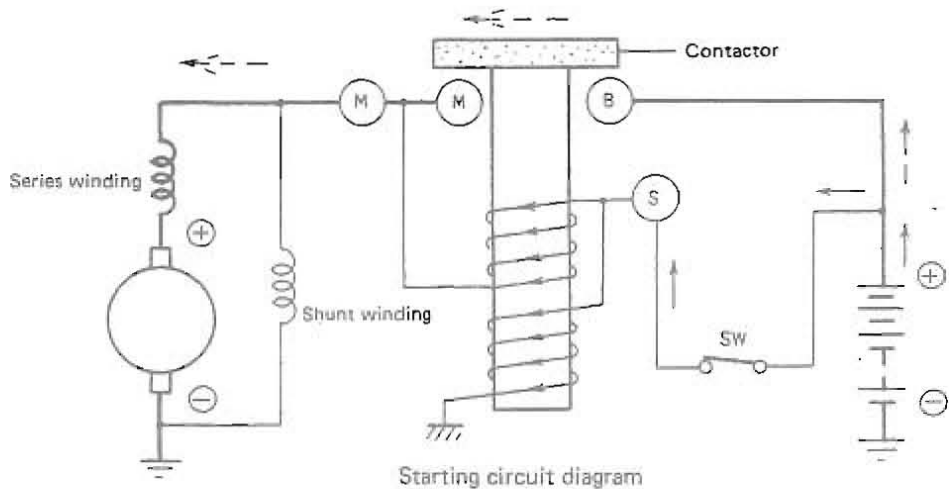 Contactor
M
M
B
Series winding
S
+
+
Shunt winding
SW
−
−
Starting circuit diagram